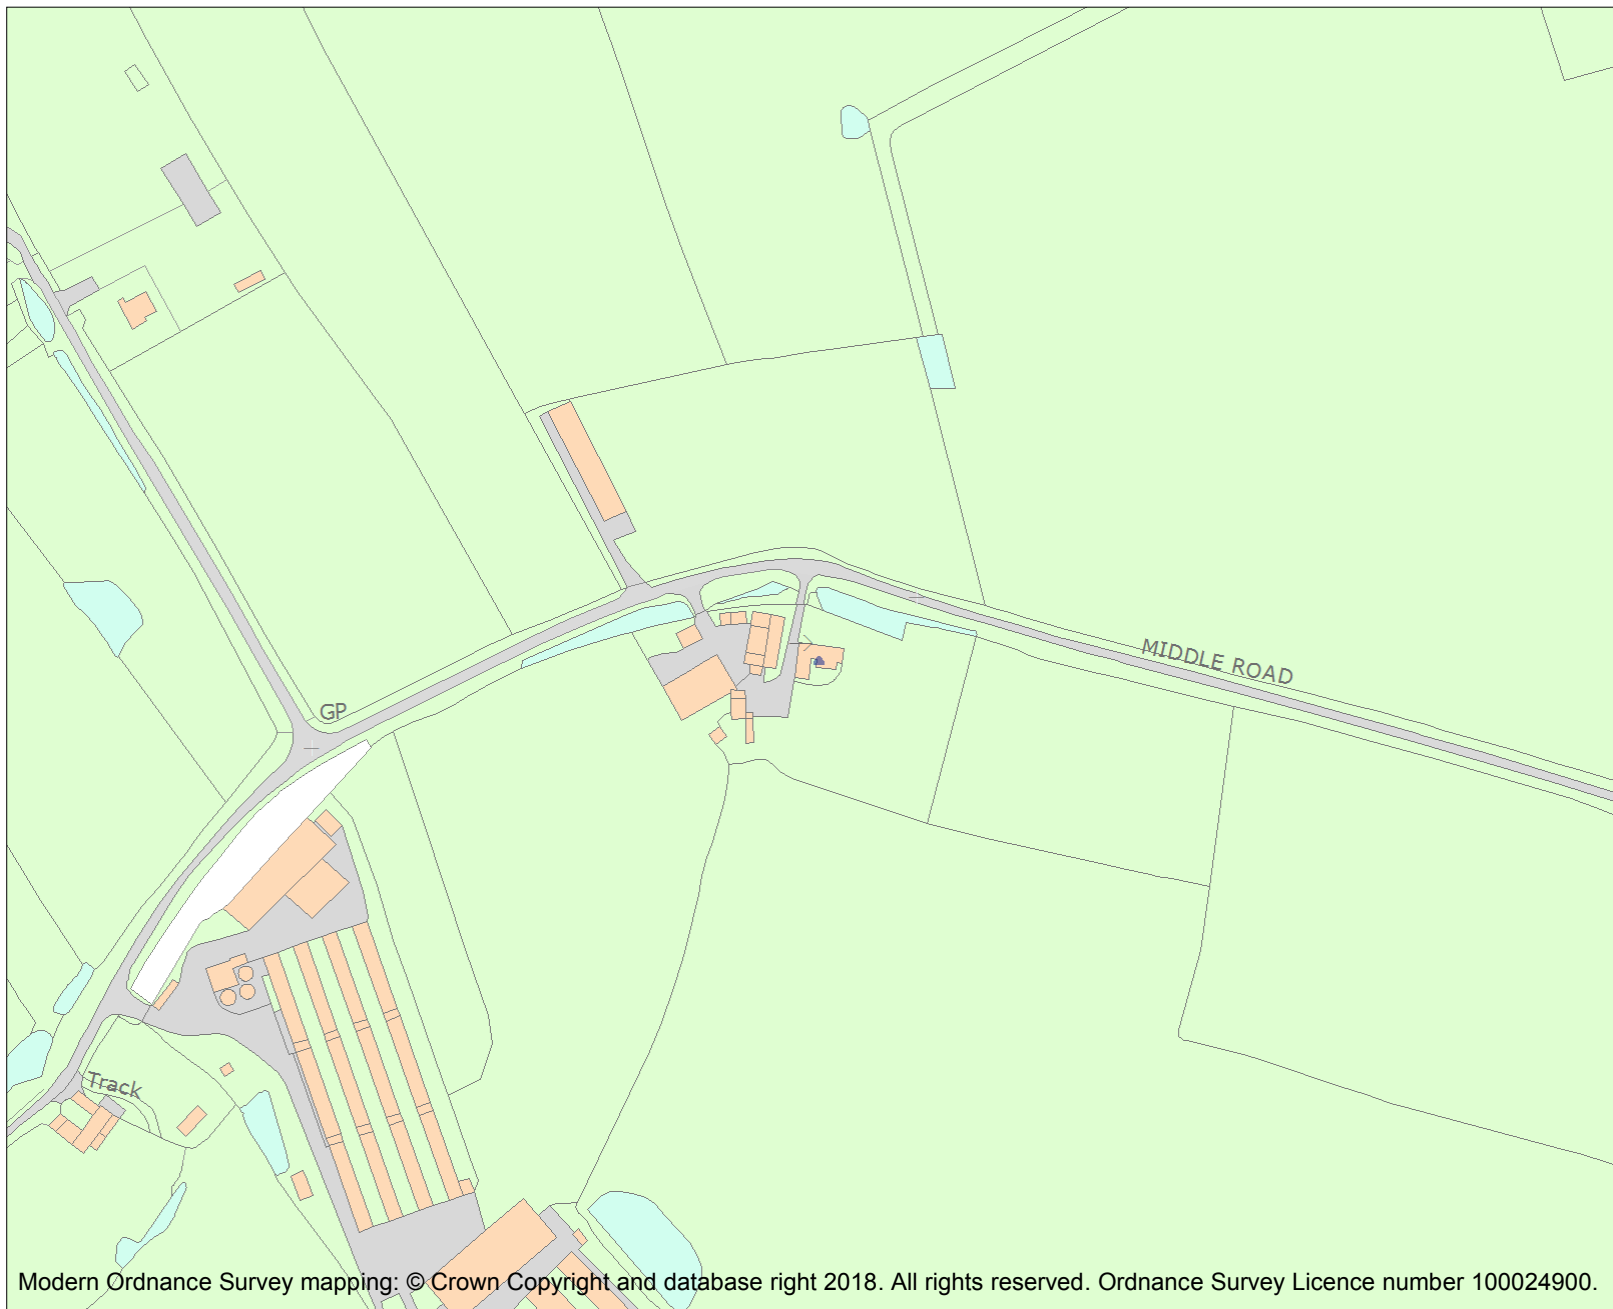 MIDDLE ROAD
GP
Track
Modern Ordnance Survey mapping: © Crown Copyright and database right 2018. All rights reserved. Ordnance Survey Licence number 100024900.